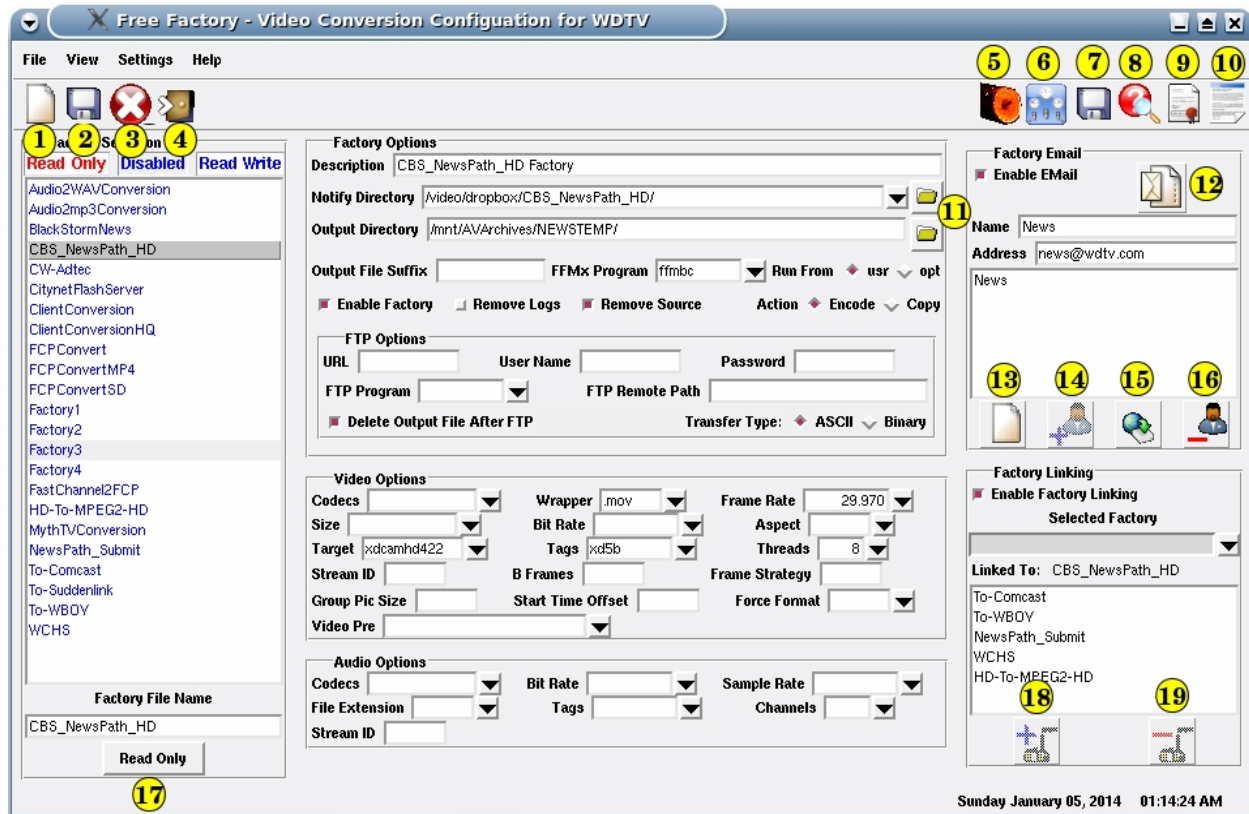 Free Factory - Video Conversion Configuation for WDTV
File View Settings Help
5 6 7 8 9 10
1 2 3 4
Read Only Disabled Read Write
Audio2WAVConversion
Audio2mp3Conversion
BlackStormNews
CBS_NewsPath_HD
CW-Adtec
CitynetFlashServer
ClientConversion
ClientConversionHQ
FCPConvert
FCPConvertMP4
FCPConvertSD
Factory1
Factory2
Factory3
Factory4
FastChannel2FCP
HD-To-MPEG2-HD
MythTVConversion
NewsPath_Submit
To-Comcast
To-Suddenlink
To-WBOY
WCHS
Factory File Name
CBS_NewsPath_HD
Read Only
17
Factory Options
Description CBS_NewsPath_HD Factory
Notify Directory /video/dropbox/CBS_NewsPath_HD/
11
Output Directory /mnt/AVArchives/NEWSTEMP/
Output File Suffix FFMx Program ffmbc Run From usr opt
Enable Factory Remove Logs Remove Source Action Encode Copy
FTP Options
URL User Name Password
FTP Program FTP Remote Path
Delete Output File After FTP Transfer Type: ASCII Binary
Video Options
Codecs Wrapper .mov Frame Rate 29.970
Size Bit Rate Aspect
Target xdcamhd422 Tags xd5b Threads 8
Stream ID B Frames Frame Strategy
Group Pic Size Start Time Offset Force Format
Video Pre
Audio Options
Codecs Bit Rate Sample Rate
File Extension Tags Channels
Stream ID
Factory Email
Enable EMail
12
Name News
Address news@wdtv.com
News
13 14 15 16
Factory Linking
Enable Factory Linking
Selected Factory
Linked To: CBS_NewsPath_HD
To-Comcast
To-WBOY
NewsPath_Submit
WCHS
HD-To-MPEG2-HD
18 19
Sunday January 05, 2014 01:14:24 AM